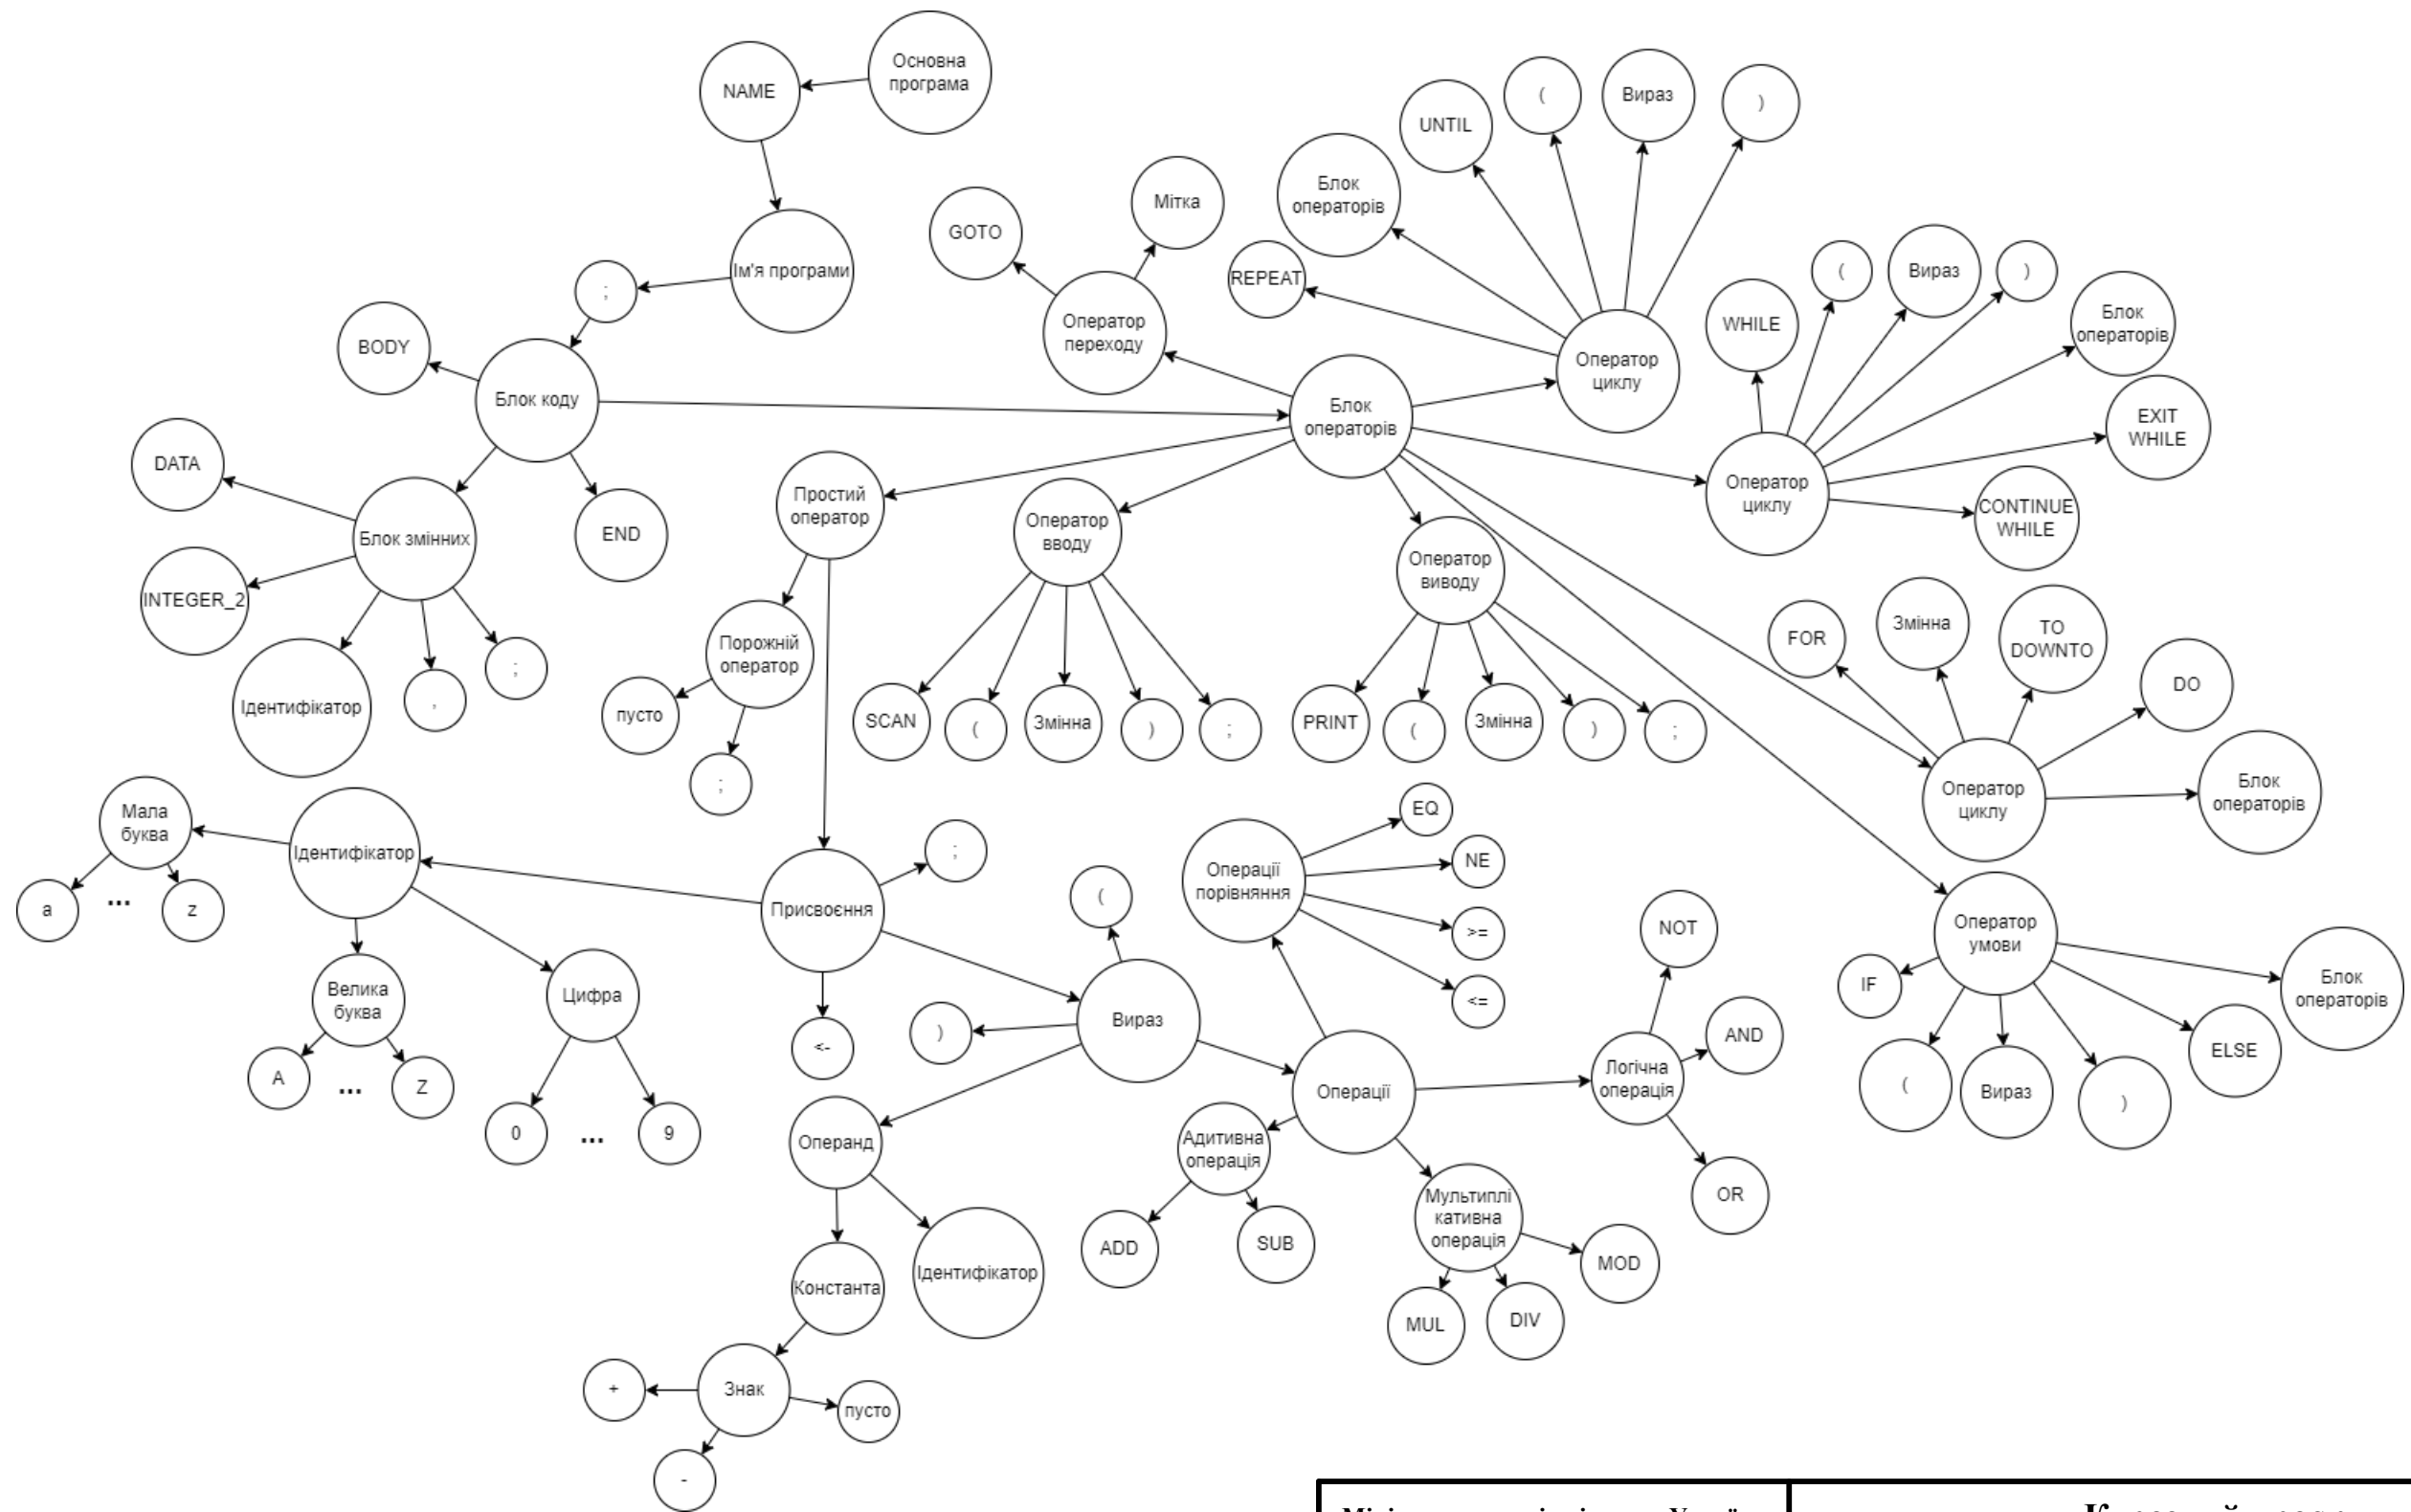 Основна
програма
NAME
Ім'я програми
;
Блок коду
BODY
DATA
Блок змінних
END
INTEGER_2
Ідентифікатор
,
;
GOTO
Мітка
Оператор
переходу
Блок
операторів
REPEAT
Блок
операторів
UNTIL
(
Вираз
)
Оператор
циклу
WHILE
(
Вираз
)
Блок
операторів
EXIT
WHILE
CONTINUE
WHILE
Оператор
циклу
Простий
оператор
Порожній
оператор
пусто
;
Оператор
вводу
SCAN
(
Змінна
)
;
Оператор
виводу
PRINT
(
Змінна
)
;
FOR
Змінна
TO
DOWNTO
DO
Блок
операторів
Оператор
циклу
Мала
буква
a
...
z
Ідентифікатор
Велика
буква
A
...
Z
Цифра
0
...
9
Присвоєння
;
<-
Вираз
(
)
Операції
порівняння
EQ
NE
>=
<=
Операції
Логічна
операція
NOT
AND
OR
Оператор
умови
IF
(
Вираз
)
ELSE
Блок
операторів
Операнд
Константа
Ідентифікатор
Адитивна
операція
ADD
SUB
Мультиплі
кативна
операція
MUL
DIV
MOD
Знак
+
-
пусто